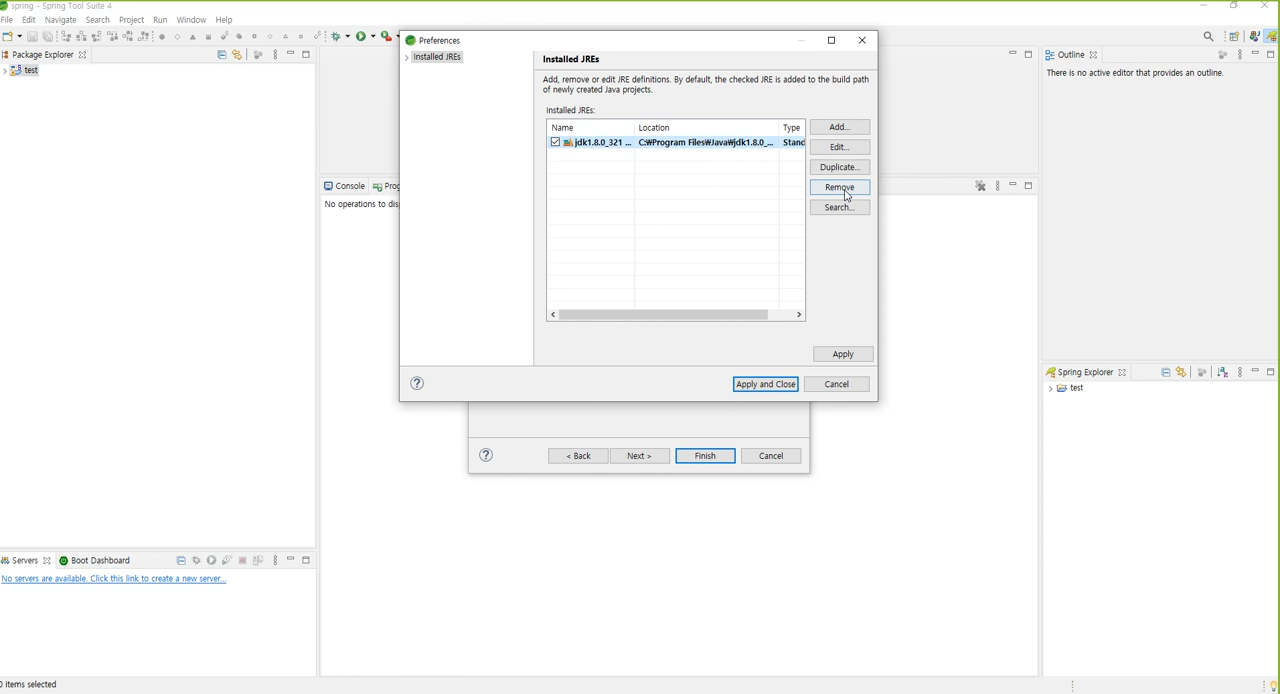 spring - Spring Tool Suite 4
File Edit Navigate Search Project Run Window Help
Package Explorer
test
Preferences
Installed JREs
Installed JREs
Add, remove or edit JRE definitions. By default, the checked JRE is added to the build path
of newly created Java projects.
Installed JREs:
Name Location Type
jdk1.8.0_321 ... C:₩Program Files₩Java₩jdk1.8.0_... Stand
Add...
Edit...
Duplicate...
Remove
Search...
Apply
? Apply and Close Cancel
? < Back Next > Finish Cancel
Console Prog
No operations to dis
Outline
There is no active editor that provides an outline.
Spring Explorer
test
Servers Boot Dashboard
No servers are available. Click this link to create a new server...
0 items selected